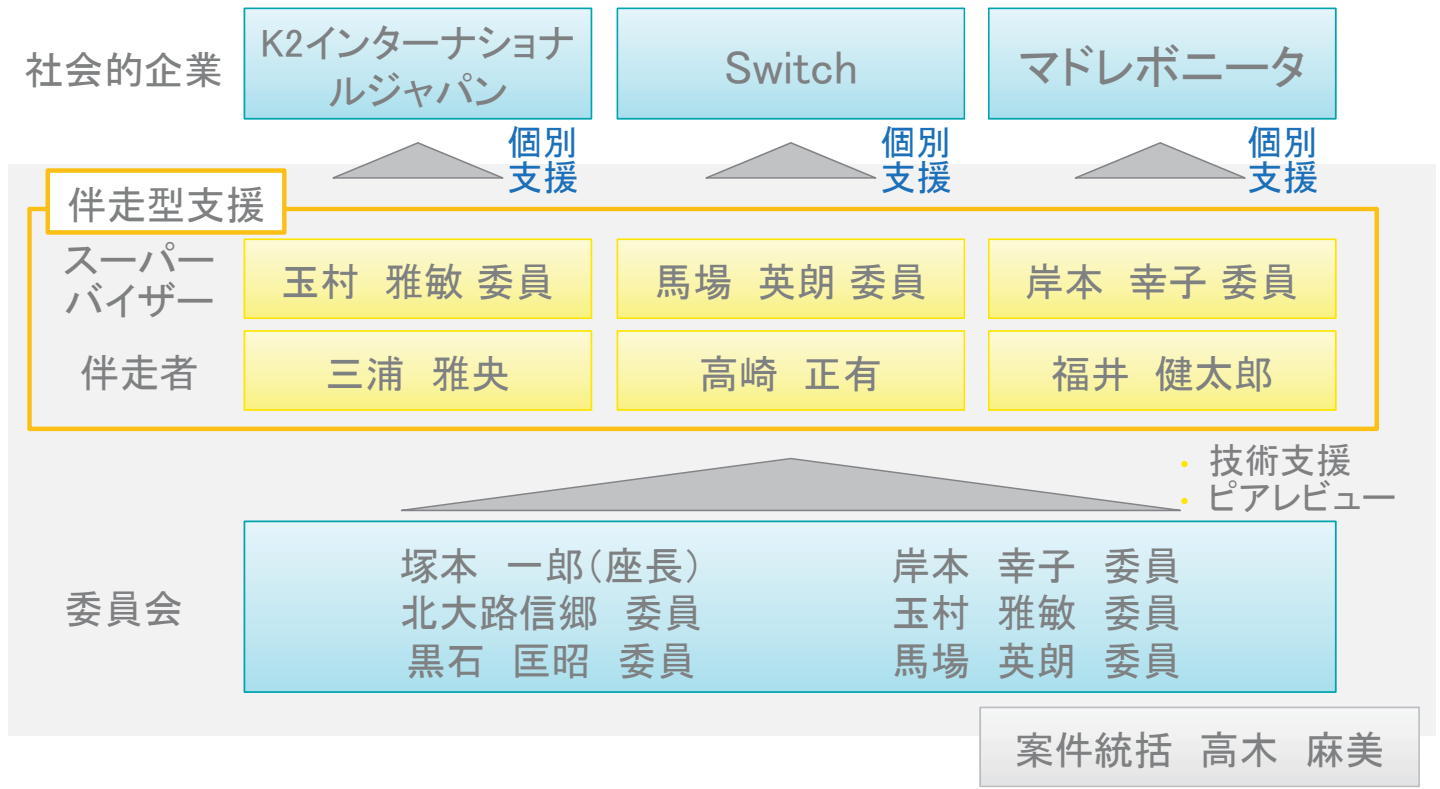 社会的企業
K2インターナショナ
ルジャパン
Switch
マドレボニータ
個別
支援
個別
支援
個別
支援
伴走型支援
スーパー
バイザー
玉村 雅敏 委員
馬場 英朗 委員
岸本 幸子 委員
伴走者
三浦 雅央
高崎 正有
福井 健太郎
・技術支援
・ピアレビュー
委員会
塚本 一郎(座長)
北大路信郷 委員
黒石 匡昭 委員
岸本 幸子 委員
玉村 雅敏 委員
馬場 英朗 委員
案件統括 高木 麻美